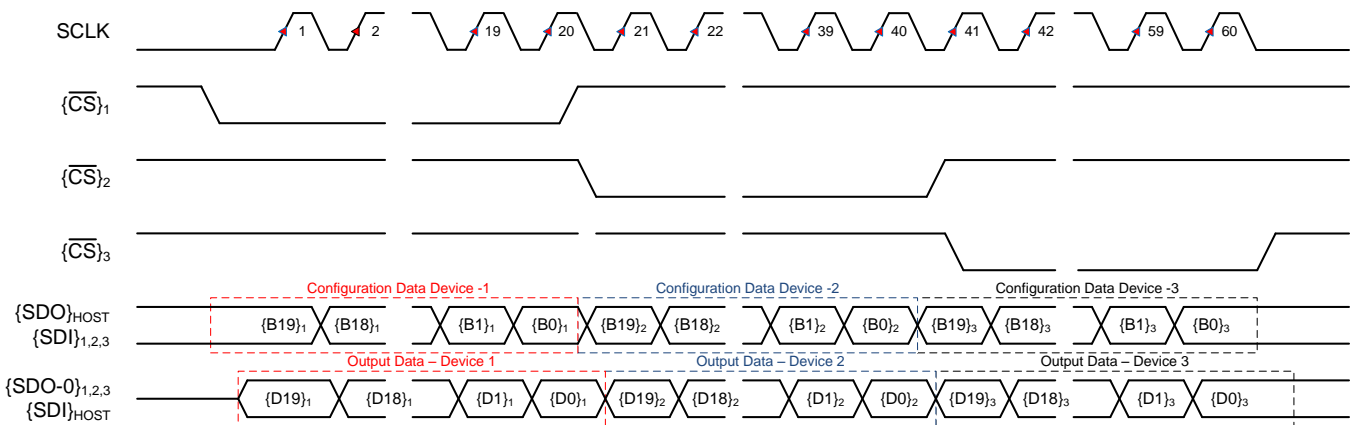 SCLK 1 2 19 20 21 22 39 40 41 42 59 60
{C̅S̅}₁
{C̅S̅}₂
{C̅S̅}₃
Configuration Data Device -1 Configuration Data Device -2 Configuration Data Device -3
{SDO}HOST
{SDI}₁,₂,₃
{B19}₁ {B18}₁ {B1}₁ {B0}₁ {B19}₂ {B18}₂ {B1}₂ {B0}₂ {B19}₃ {B18}₃ {B1}₃ {B0}₃
Output Data – Device 1 Output Data – Device 2 Output Data – Device 3
{SDO-0}₁,₂,₃
{SDI}HOST
{D19}₁ {D18}₁ {D1}₁ {D0}₁ {D19}₂ {D18}₂ {D1}₂ {D0}₂ {D19}₃ {D18}₃ {D1}₃ {D0}₃